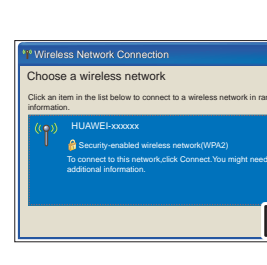 Wireless Network Connection
Choose a wireless network
Click an item in the list below to connect to a wireless network in
information.
HUAWEI-xxxxxx
Security-enabled wireless network(WPA2)
To connect to this network,click Connect.You might need
additional information.